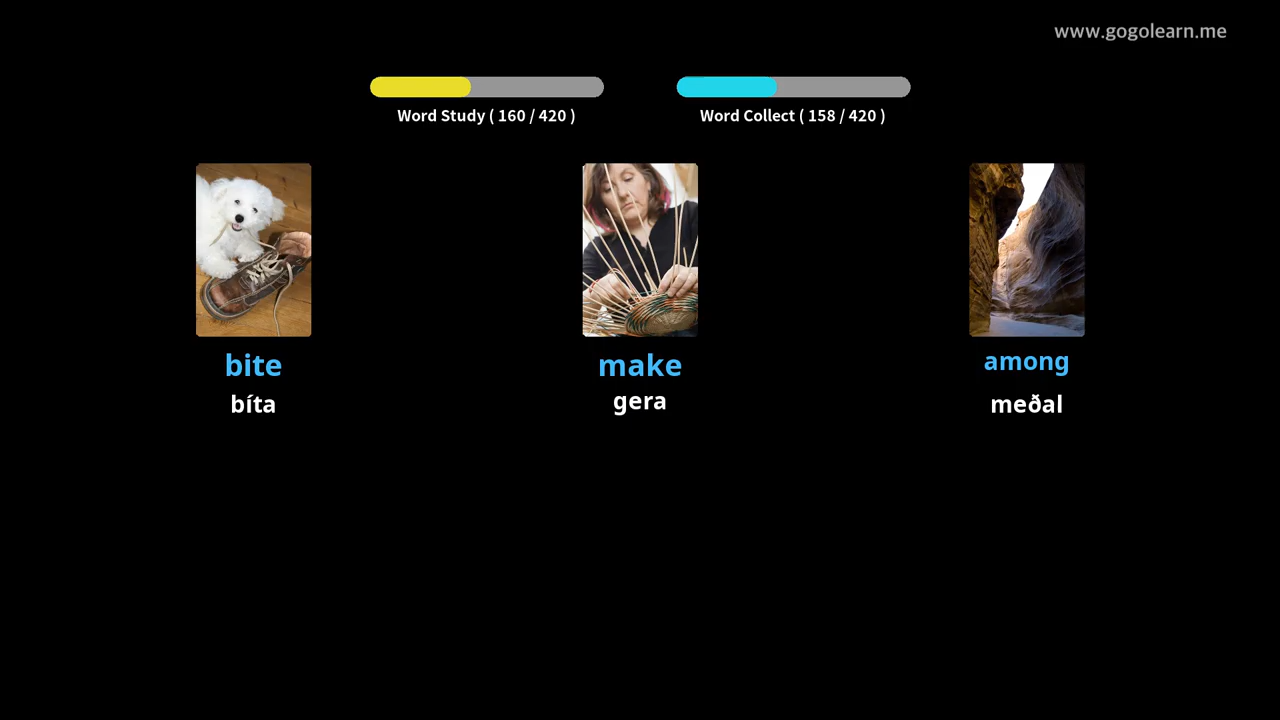 www.gogolearn.me
Word Study ( 160 / 420 )
Word Collect ( 158 / 420 )
bite
bíta
make
gera
among
meðal